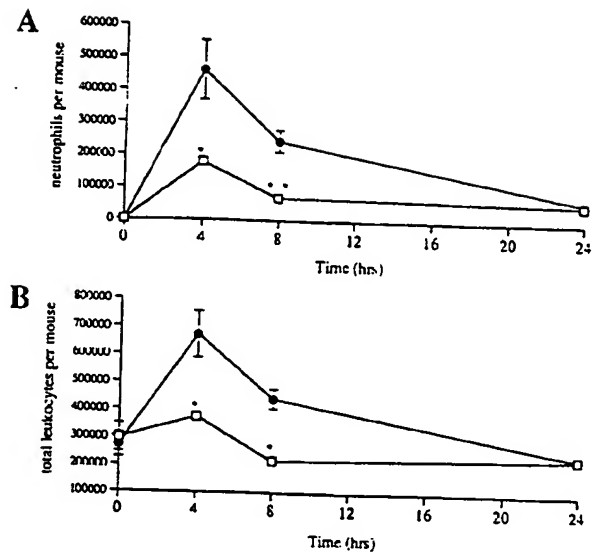 A
neutrophils per mouse
600000
500000
400000
300000
200000
100000
0
0 4 8 12 16 20 24
Time (hrs)
B
total leukocytes per mouse
800000
700000
600000
500000
400000
300000
200000
100000
0 4 8 12 16 20 24
Time (hrs)